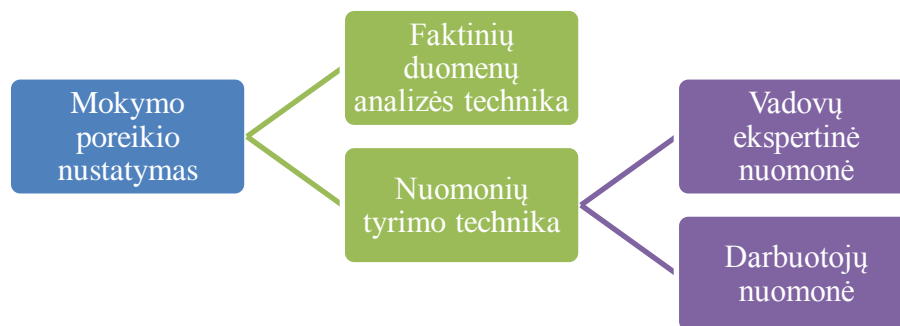 Mokymo
poreikio
nustatymas
Faktinių
duomenų
analizės technika
Nuomonių
tyrimo technika
Vadovų
ekspertinė
nuomonė
Darbuotojų
nuomonė